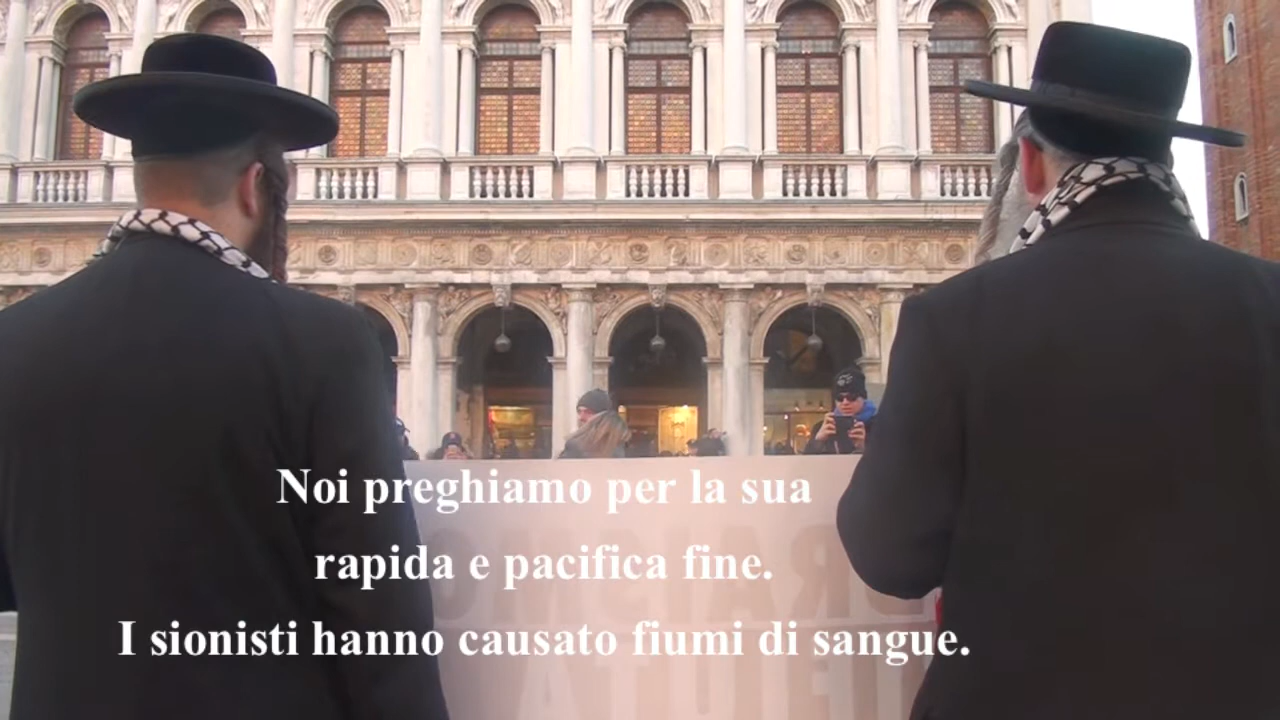 Noi preghiamo per la sua
rapida e pacifica fine.
I sionisti hanno causato fiumi di sangue.